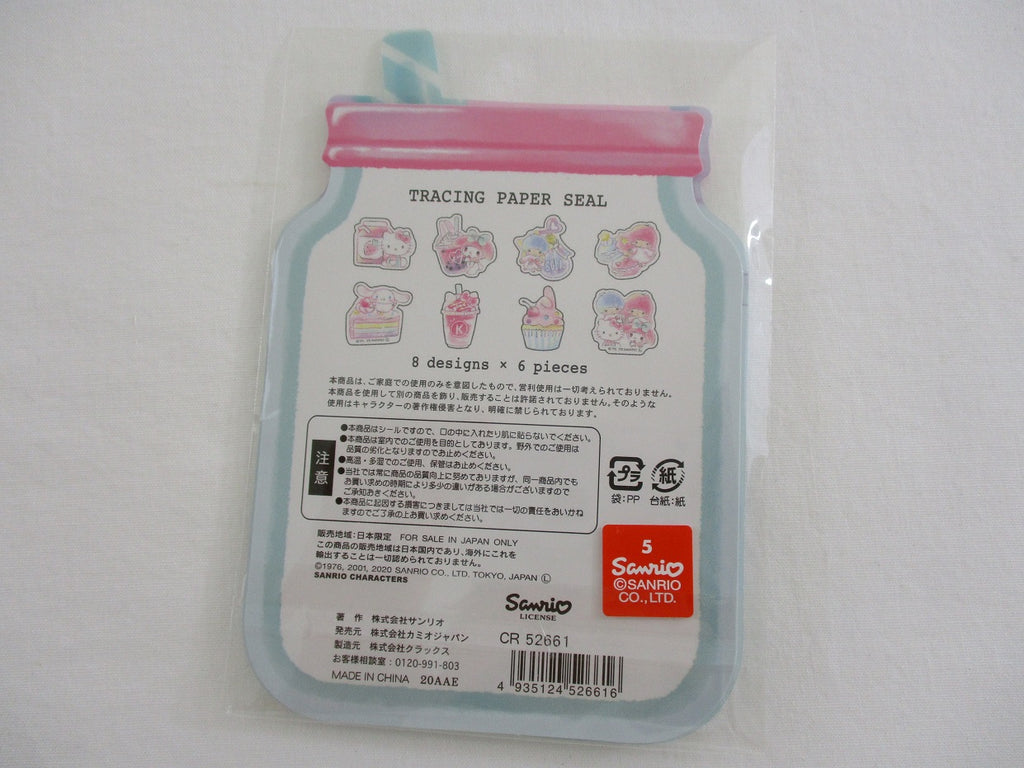 TRACING PAPER SEAL
8 designs × 6 pieces
本商品は、ご家庭での使用のみを意図したもので、営利使用は一切考えられておりません。
本商品を使用して別の商品を飾り、販売することは許諾されておりません。そのような
使用はキャラクターの著作権侵害となり、明確に禁じられております。
注意
●本商品はシールですので、口の中に入れたり肌に貼らないでください。
●本商品は室内でのご使用を目的としております。野外でのご使用は
品質の劣化となりますのでお止めください。
●高温・多湿でのご使用、保管はお止めください。
●当社では常に商品の品質向上に努めておりますが、同一商品内でも
お買い求めの時期により多少の違いがある場合がございますので
ご承知おきください。
●本商品に起因する損害につきましては当社では一切の責任をおいかね
ますのでご了承の上お買い求めください。
プラ
袋:PP
紙
台紙:紙
販売地域:日本限定 FOR SALE IN JAPAN ONLY
この商品の販売地域は日本国内であり、海外にこれを
輸出することは一切認められておりません。
©1976, 2001, 2020 SANRIO CO., LTD. TOKYO, JAPAN Ⓛ
SANRIO CHARACTERS
5
Sanrio
©SANRIO
CO.,LTD.
Sanrio
LICENSE
著 作 株式会社サンリオ
発売元 株式会社カミオジャパン
製造元 株式会社クラックス
お客様相談室:0120-991-803
MADE IN CHINA 20AAE
CR 52661
4 935124 526616
K